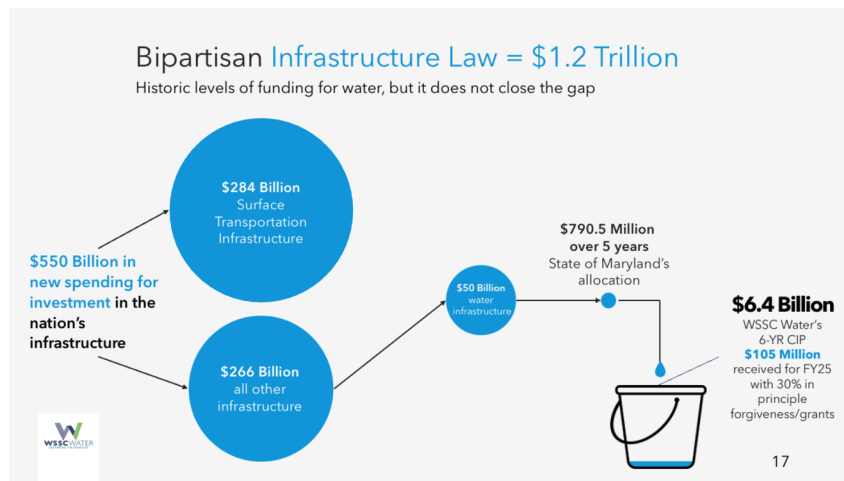 Bipartisan Infrastructure Law = $1.2 Trillion
Historic levels of funding for water, but it does not close the gap
$550 Billion in
new spending for
investment in the
nation's
infrastructure
$284 Billion
Surface
Transportation
Infrastructure
$266 Billion
all other
infrastructure
$50 Billion
water
infrastructure
$790.5 Million
over 5 years
State of Maryland's
allocation
$6.4 Billion
WSSC Water's
6-YR CIP
$105 Million
received for FY25
with 30% in
principle
forgiveness/grants
WSSCWATER
17